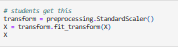 # students get this
transform = preprocessing.StandardScaler()
X = transform.fit_transform(X)
X